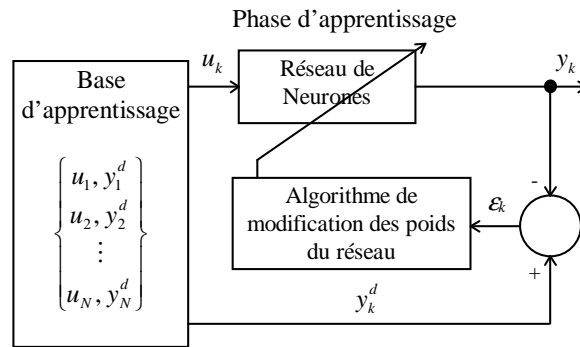 Phase d'apprentissage
Base
d'apprentissage
u_1, y_1^d
u_2, y_2^d
⋮
u_N, y_N^d
u_k
Réseau de
Neurones
y_k
-
Algorithme de
modification des poids
du réseau
ε_k
+
y_k^d